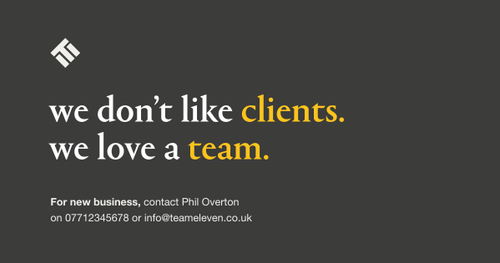 we don’t like clients.
we love a team.
For new business, contact Phil Overton
on 07712345678 or info@teameleven.co.uk